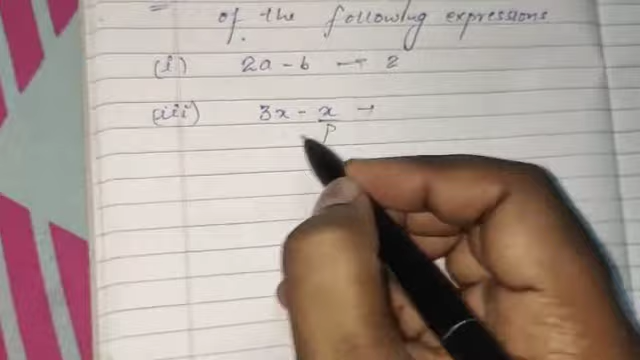 of the following expressions
(i) 2a - b → 2
(iii) 3x - x/p →